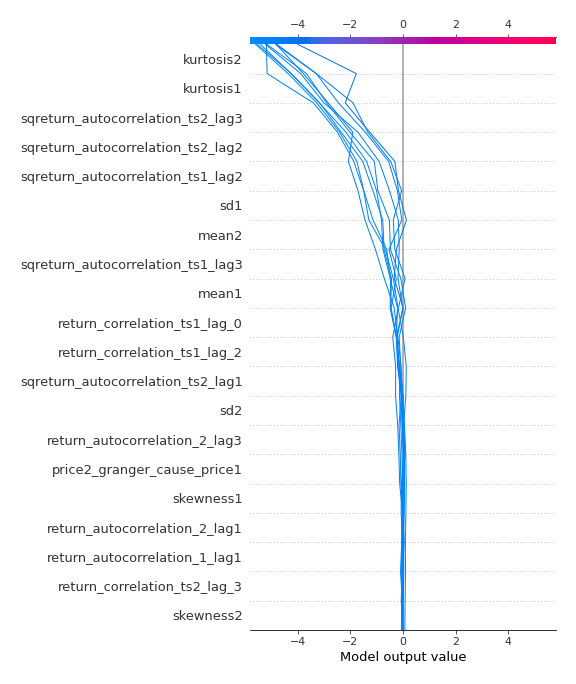 −4 −2 0 2 4
kurtosis2
kurtosis1
sqreturn_autocorrelation_ts2_lag3
sqreturn_autocorrelation_ts2_lag2
sqreturn_autocorrelation_ts1_lag2
sd1
mean2
sqreturn_autocorrelation_ts1_lag3
mean1
return_correlation_ts1_lag_0
return_correlation_ts1_lag_2
sqreturn_autocorrelation_ts2_lag1
sd2
return_autocorrelation_2_lag3
price2_granger_cause_price1
skewness1
return_autocorrelation_2_lag1
return_autocorrelation_1_lag1
return_correlation_ts2_lag_3
skewness2
−4 −2 0 2 4
Model output value